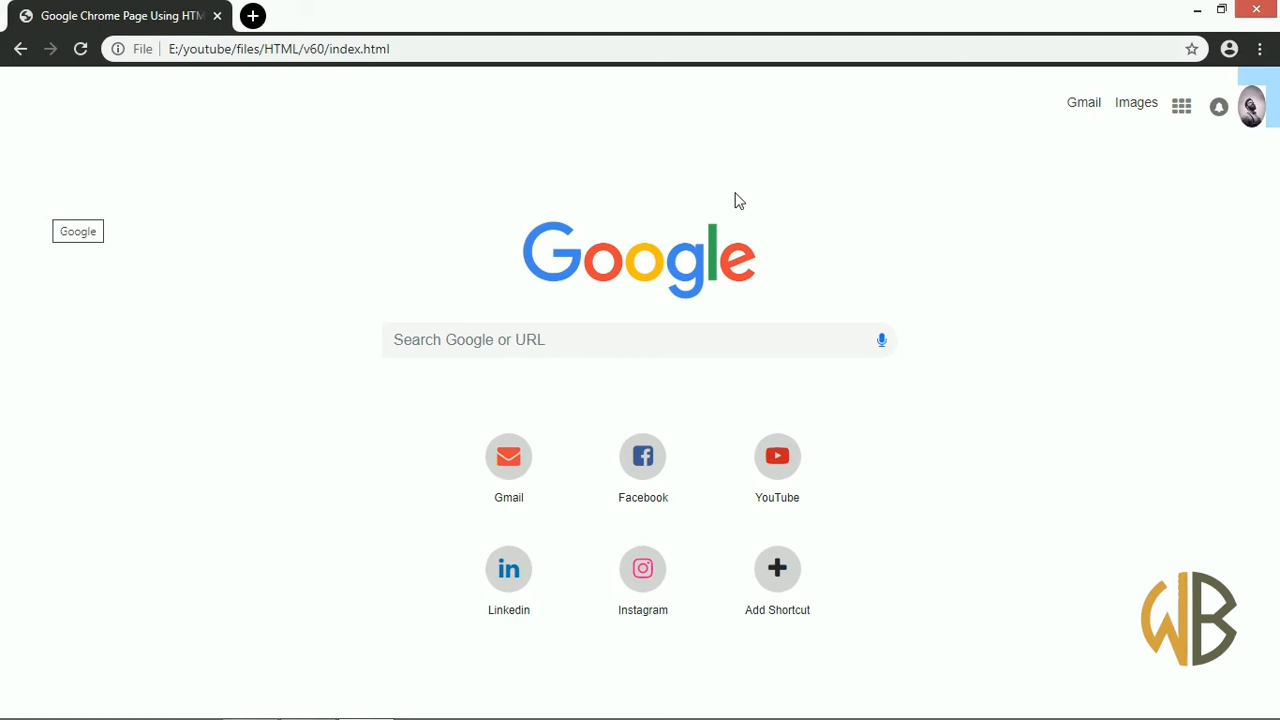 Google Chrome Page Using HTM
File
E:/youtube/files/HTML/v60/index.html
Gmail Images
Google
Google
Search Google or URL
Gmail Facebook YouTube
Linkedin Instagram Add Shortcut
WB